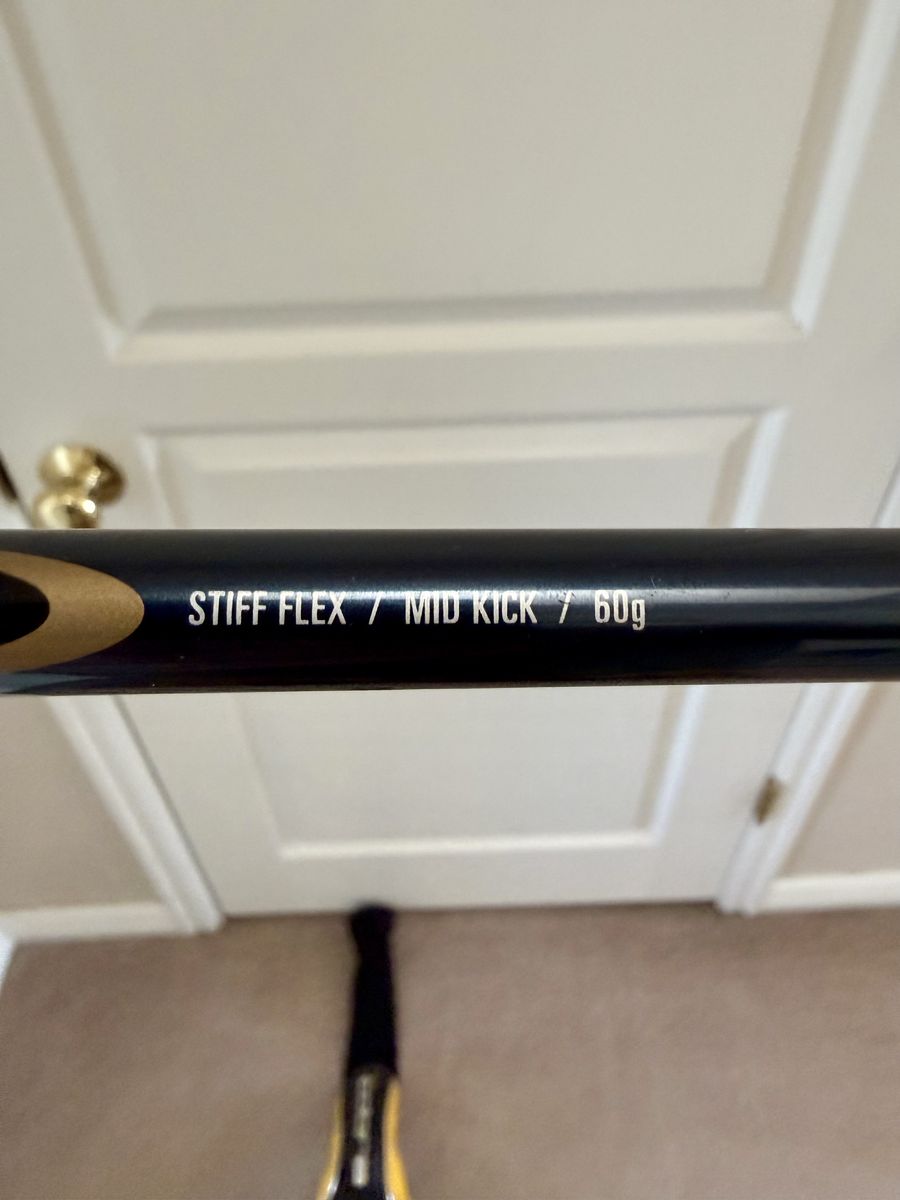 STIFF FLEX / MID KICK / 60g